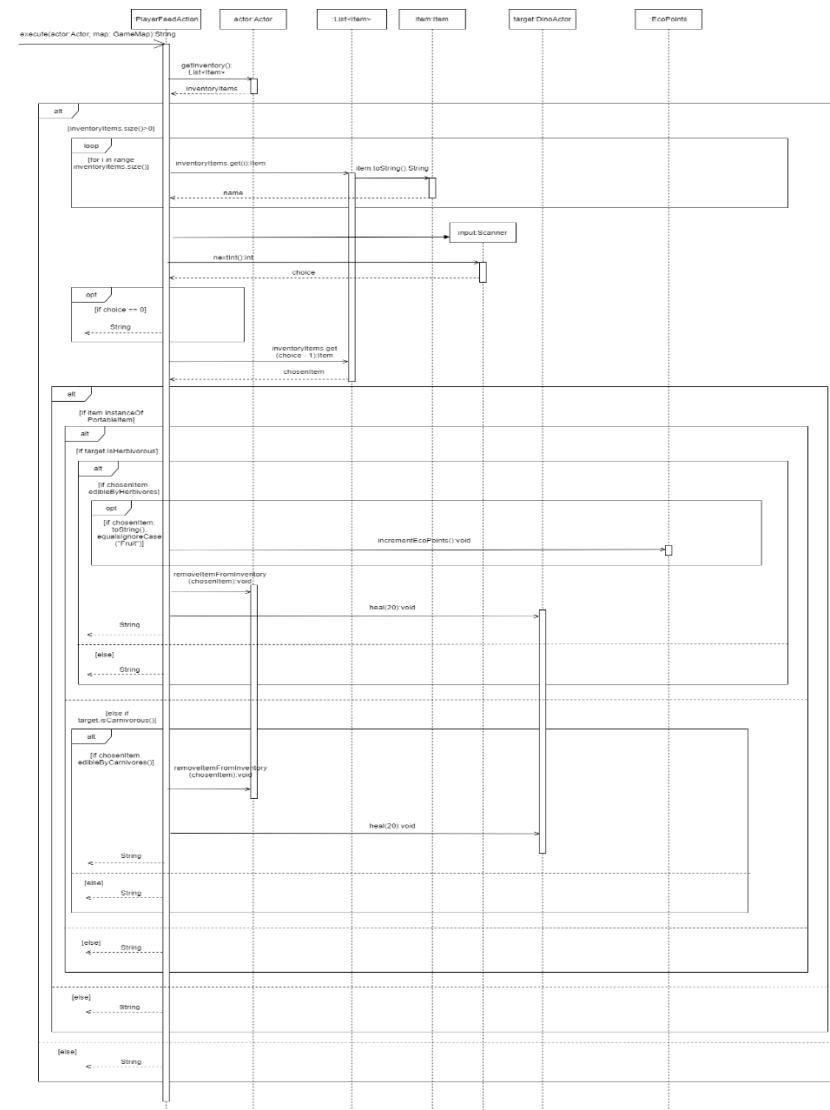 :PlayerFeedAction
actor:Actor
:List<Item>
item:Item
target:DinoActor
:EcoPoints
execute(actor:Actor, map: GameMap):String
getInventory():
List<Item>
inventoryItems
alt
[inventoryItems.size()>0]
loop
[for i in range
inventoryItems.size()]
inventoryItems.get(i):Item
item.toString():String
name
input:Scanner
nextInt():int
choice
opt
[if choice == 0]
String
inventoryItems.get
(choice - 1):Item
chosenItem
alt
[if item instanceOf
PortableItem]
alt
[if target.isHerbivorous]
alt
[if chosenItem.
edibleByHerbivores]
opt
[if chosenItem.
toString().
equalsIgnoreCase
("Fruit")]
incrementEcoPoints():void
removeItemFromInventory
(chosenItem):void
heal(20):void
String
[else]
String
[else if
target.isCarnivorous()]
alt
[if chosenItem.
edibleByCarnivores()]
removeItemFromInventory
(chosenItem):void
heal(20):void
String
[else]
String
[else]
String
[else]
String
[else]
String